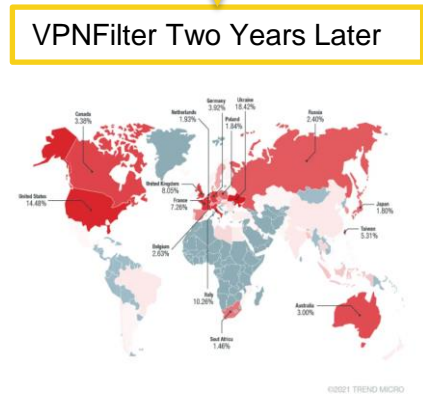 VPNFilter Two Years Later
Canada
3.38%
Netherlands
1.93%
Germany
3.92%
Poland
1.84%
Ukraine
18.42%
Russia
2.40%
United States
14.48%
United Kingdom
8.05%
France
7.26%
Belgium
2.63%
Italy
10.26%
South Africa
1.46%
Japan
1.80%
Taiwan
5.31%
Australia
3.00%
©2021 TREND MICRO